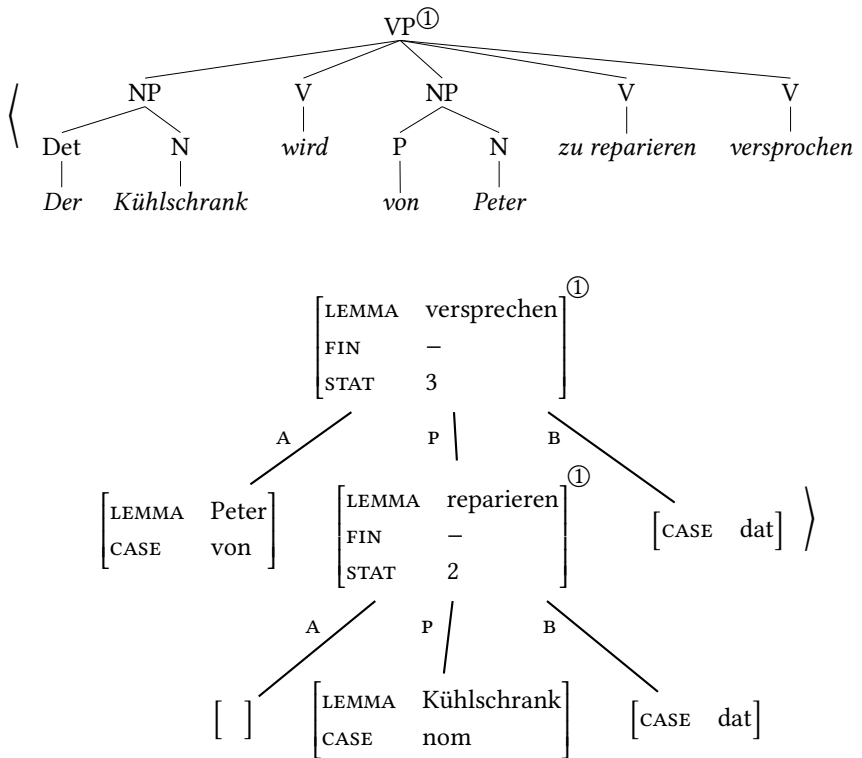 VP①
⟨ NP V NP V V
Det N wird P N zu reparieren versprochen
Der Kühlschrank von Peter
[LEMMA versprechen]①
FIN –
STAT 3
A P B
[LEMMA Peter
CASE von]
[LEMMA reparieren]①
FIN –
STAT 2
[CASE dat] ⟩
A P B
[ ]
[LEMMA Kühlschrank
CASE nom]
[CASE dat]